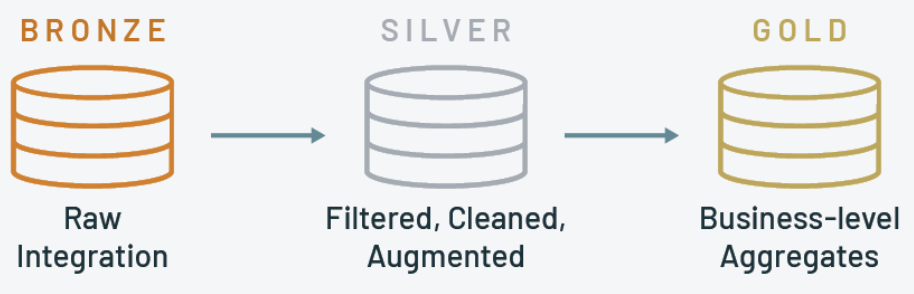 BRONZE
SILVER
GOLD
Raw
Integration
Filtered, Cleaned,
Augmented
Business-level
Aggregates